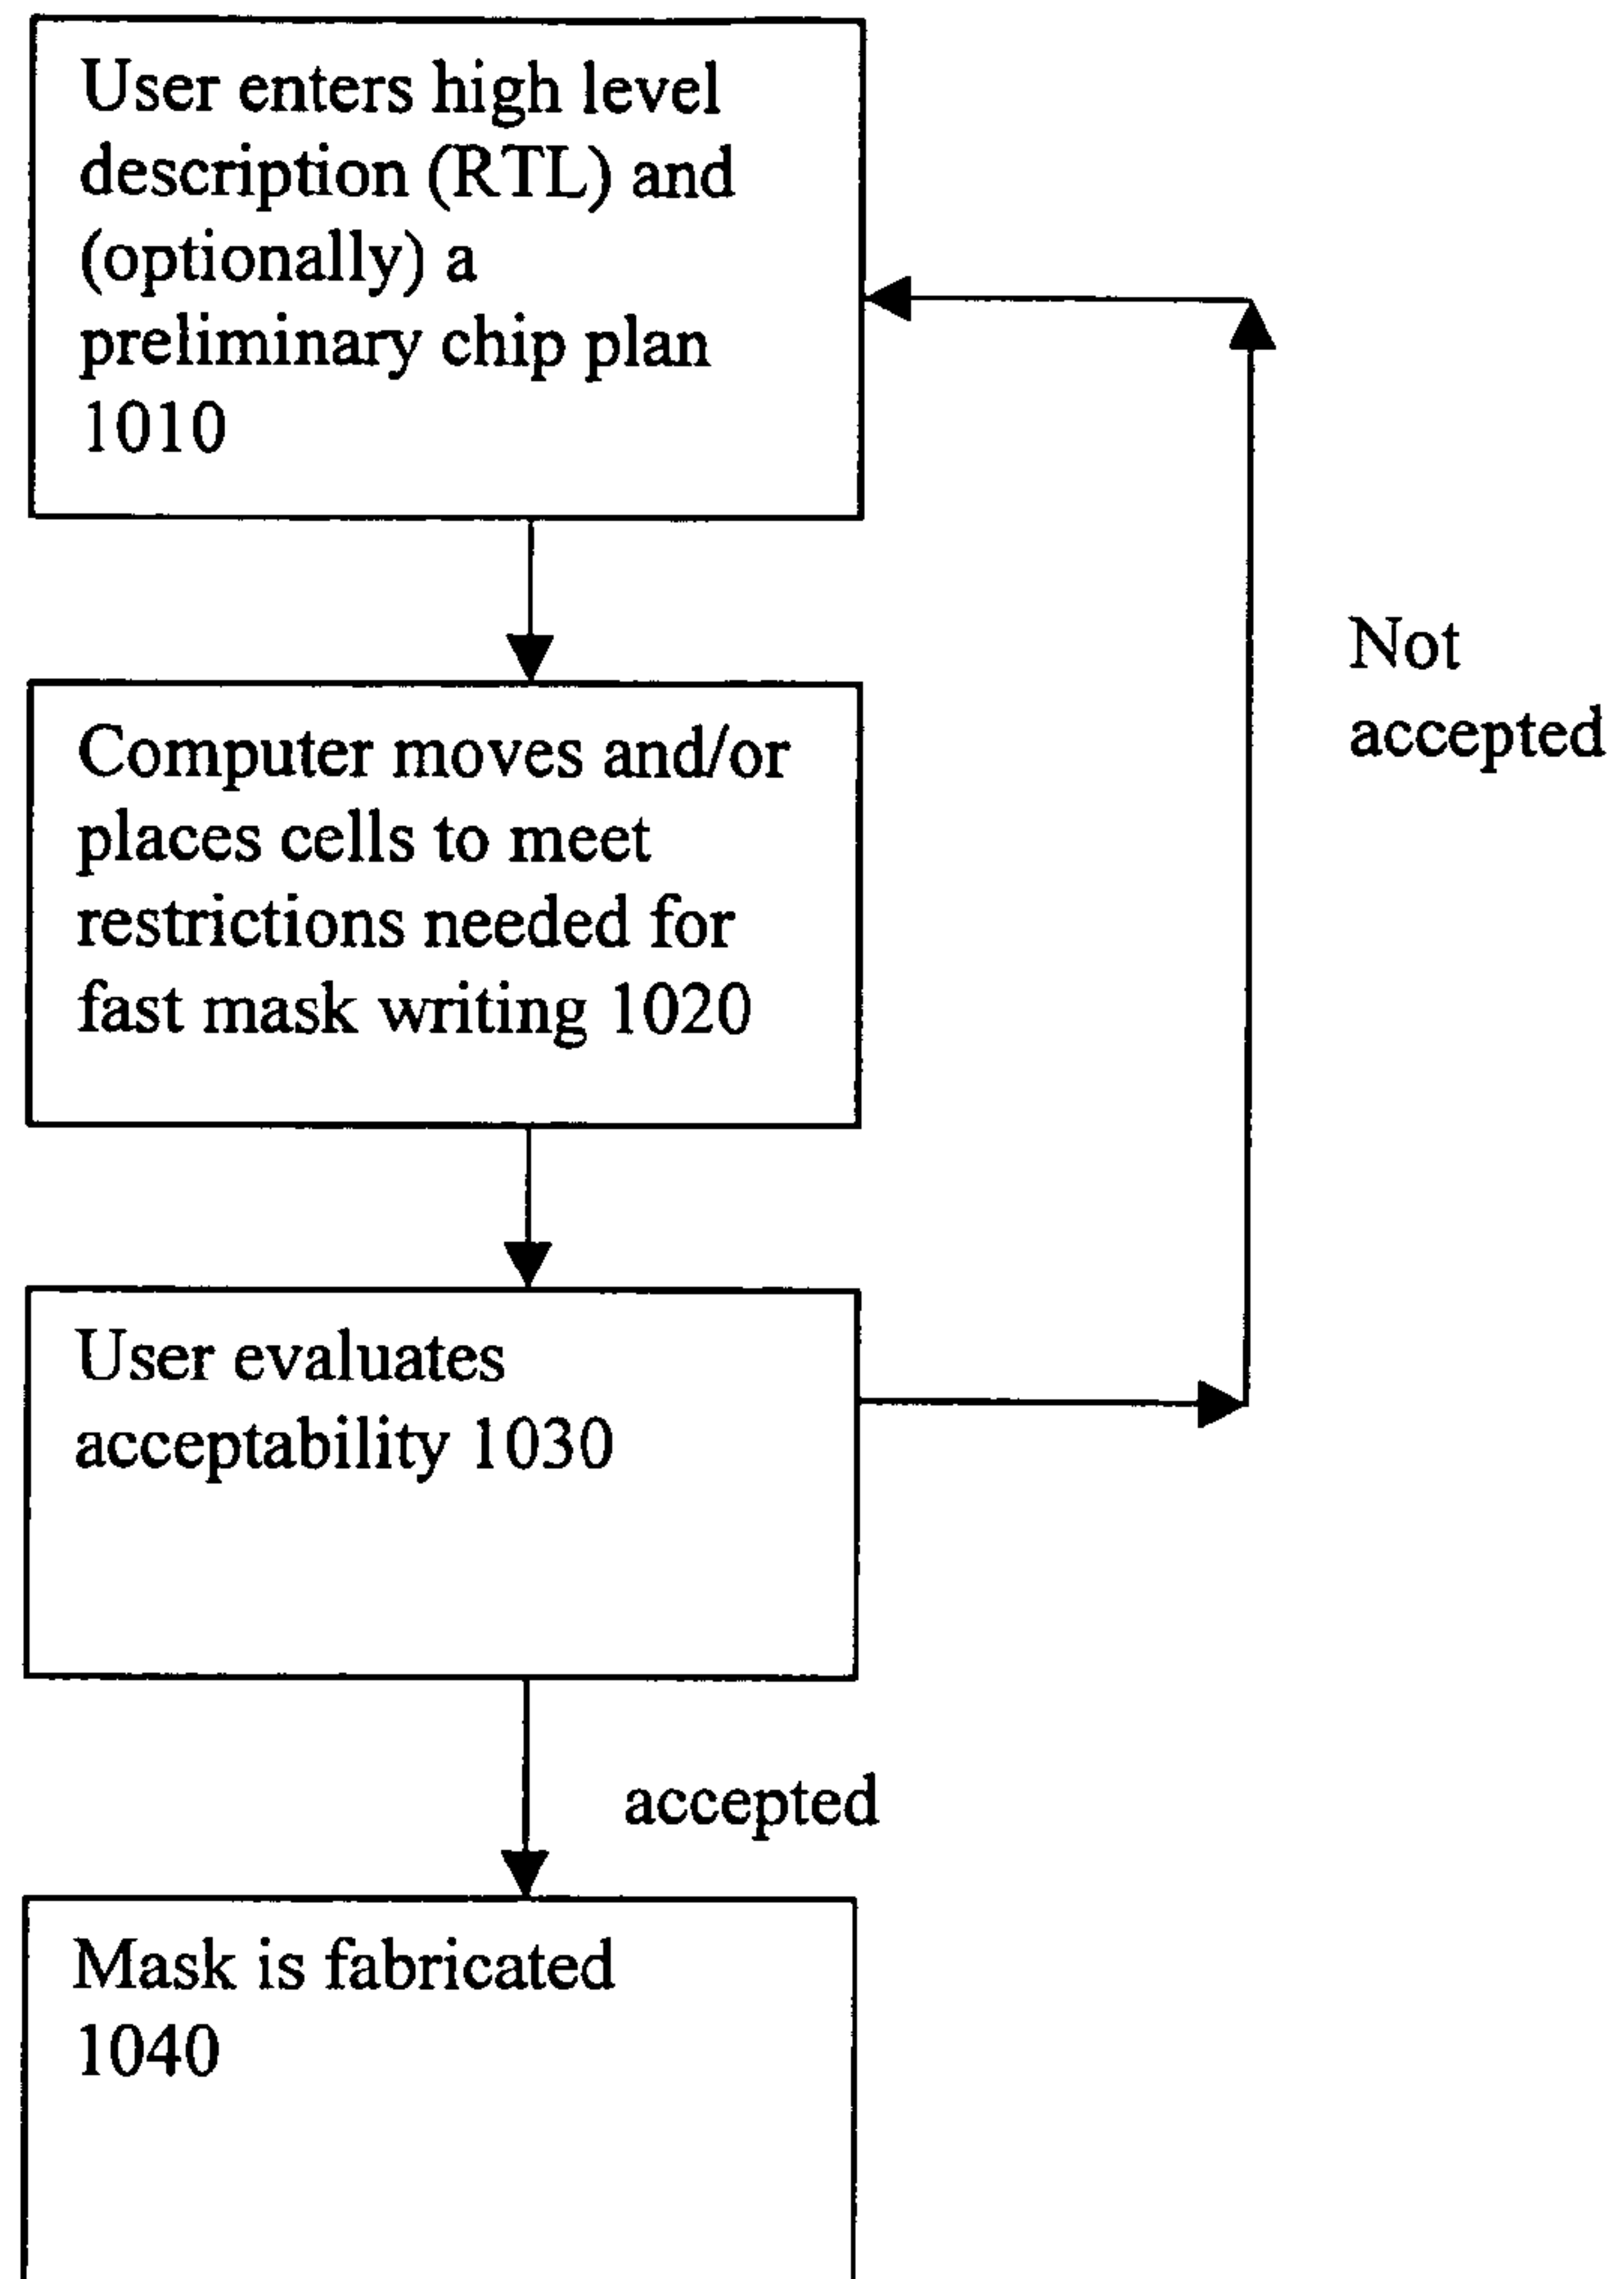 User enters high level
description (RTL) and
(optionally) a
preliminary chip plan
1010
Not
accepted
Computer moves and/or
places cells to meet
restrictions needed for
fast mask writing 1020
User evaluates
acceptability 1030
accepted
Mask is fabricated
1040